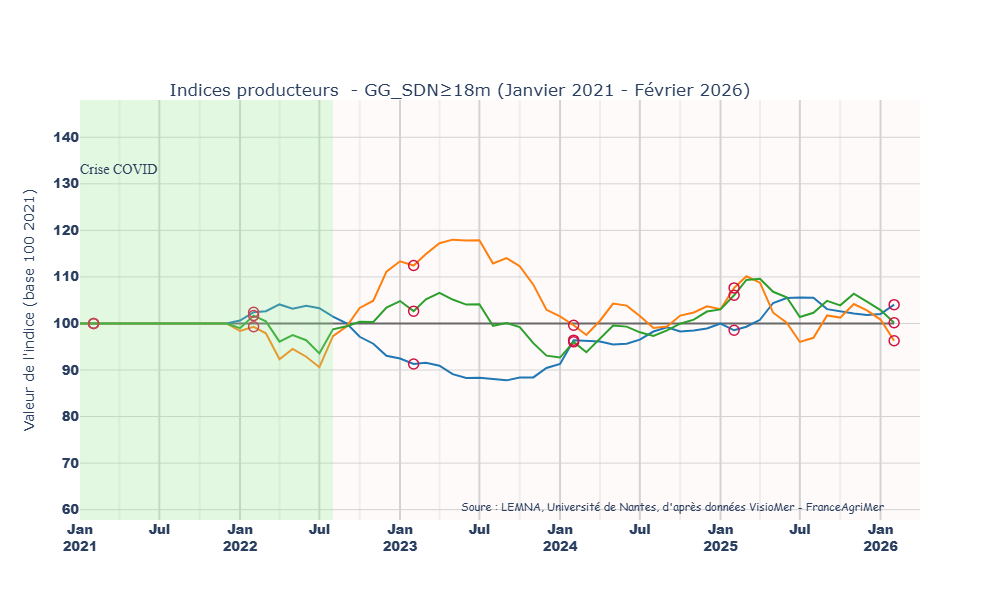 Indices producteurs - GG_SDN≥18m (Janvier 2021 - Février 2026)
Valeur de l'indice (base 100 2021)
140
130
120
110
100
90
80
70
60
Crise COVID
Soure : LEMNA, Université de Nantes, d'après données VisioMer - FranceAgriMer
Jan Jul Jan Jul Jan Jul Jan Jul Jan Jul Jan
2021 2022 2023 2024 2025 2026